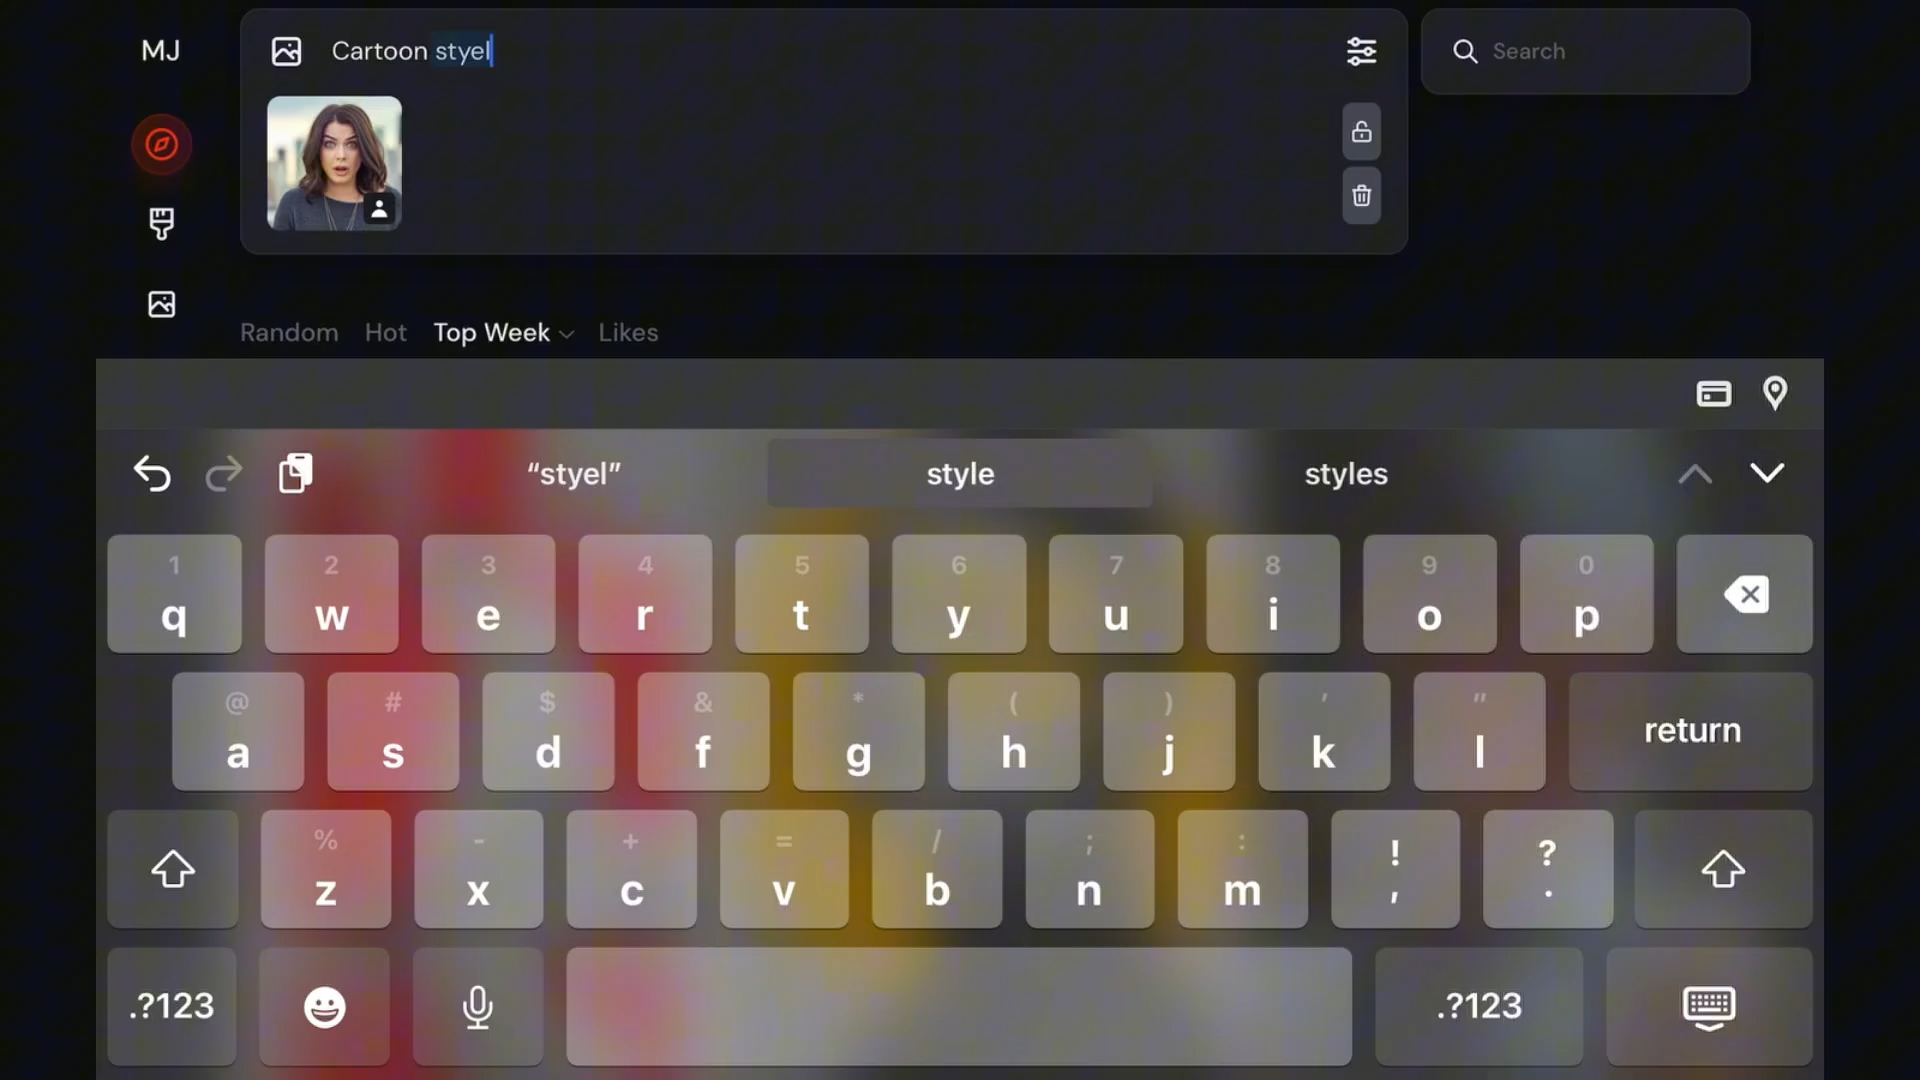 MJ
Cartoon styel
Search
Random Hot Top Week Likes
“styel” style styles
1 2 3 4 5 6 7 8 9 0
q w e r t y u i o p
@ # $ & * ( ) ' "
a s d f g h j k l return
% - + = / ; : ! ?
z x c v b n m , .
.?123 .?123